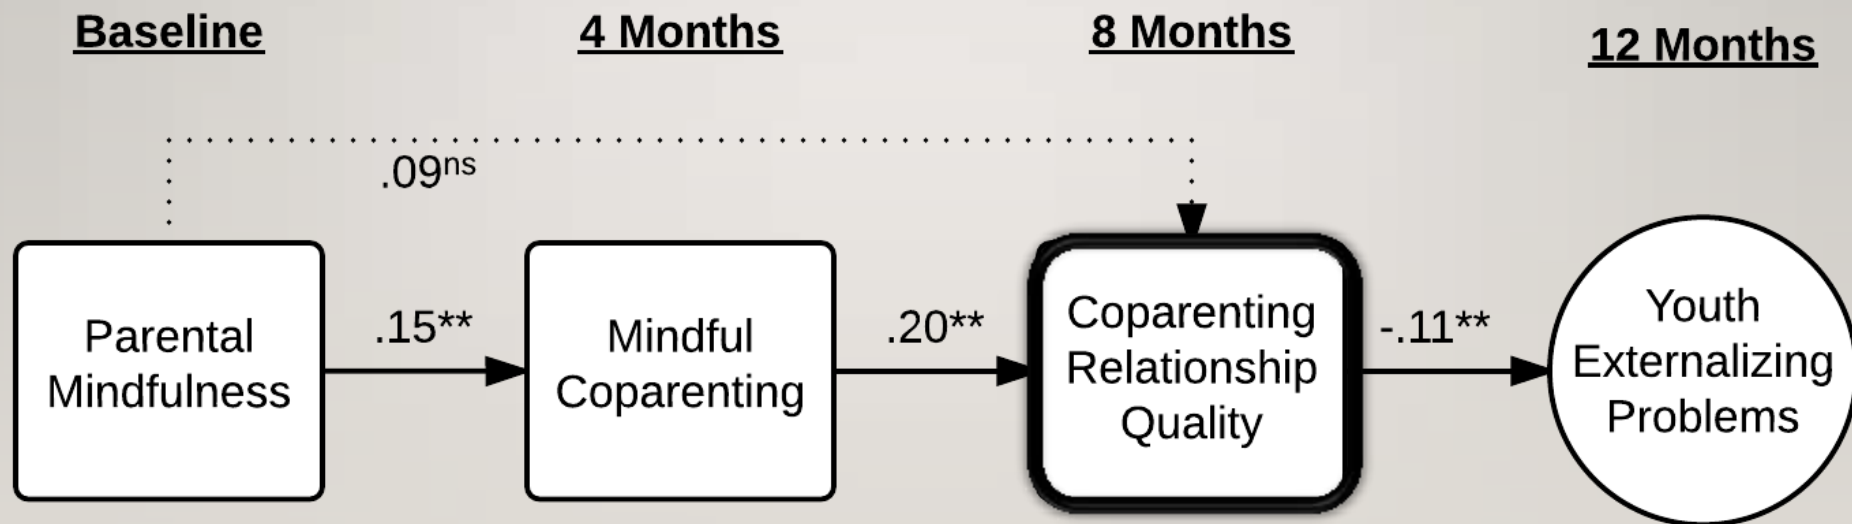 Baseline
4 Months
8 Months
12 Months
.09ns
Parental
Mindfulness
.15**
Mindful
Coparenting
.20**
Coparenting
Relationship
Quality
-.11**
Youth
Externalizing
Problems